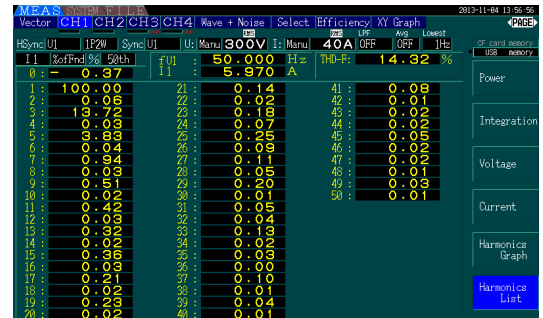 MEAS SYSTEM FILE 2013-11-04 13:56:56
Vector CH1 CH2 CH3 CH4 Wave + Noise Select Efficiency XY Graph ◀PAGE▶
RMS RMS LPF Avg Lowest
HSync U1 1P2W Sync U1 U: Manu 300V I: Manu 40A OFF OFF 1Hz
CF card memory
USB memory
I1 %ofFnd % 50th fU1 : 50.000 Hz THD-F: 14.32 %
0 : - 0.37 I1 : 5.970 A
1 : 100.00 21 : 0.14 41 : 0.08
2 : 0.06 22 : 0.02 42 : 0.01
3 : 13.72 23 : 0.18 43 : 0.02
4 : 0.03 24 : 0.07 44 : 0.02
5 : 3.83 25 : 0.25 45 : 0.05
6 : 0.04 26 : 0.09 46 : 0.02
7 : 0.94 27 : 0.11 47 : 0.02
8 : 0.03 28 : 0.05 48 : 0.01
9 : 0.51 29 : 0.20 49 : 0.03
10 : 0.02 30 : 0.01 50 : 0.01
11 : 0.42 31 : 0.05
12 : 0.03 32 : 0.04
13 : 0.32 33 : 0.13
14 : 0.02 34 : 0.02
15 : 0.36 35 : 0.03
16 : 0.03 36 : 0.00
17 : 0.21 37 : 0.10
18 : 0.02 38 : 0.01
19 : 0.23 39 : 0.04
20 : 0.02 40 : 0.01
Power
Integration
Voltage
Current
Harmonics
Graph
Harmonics
List